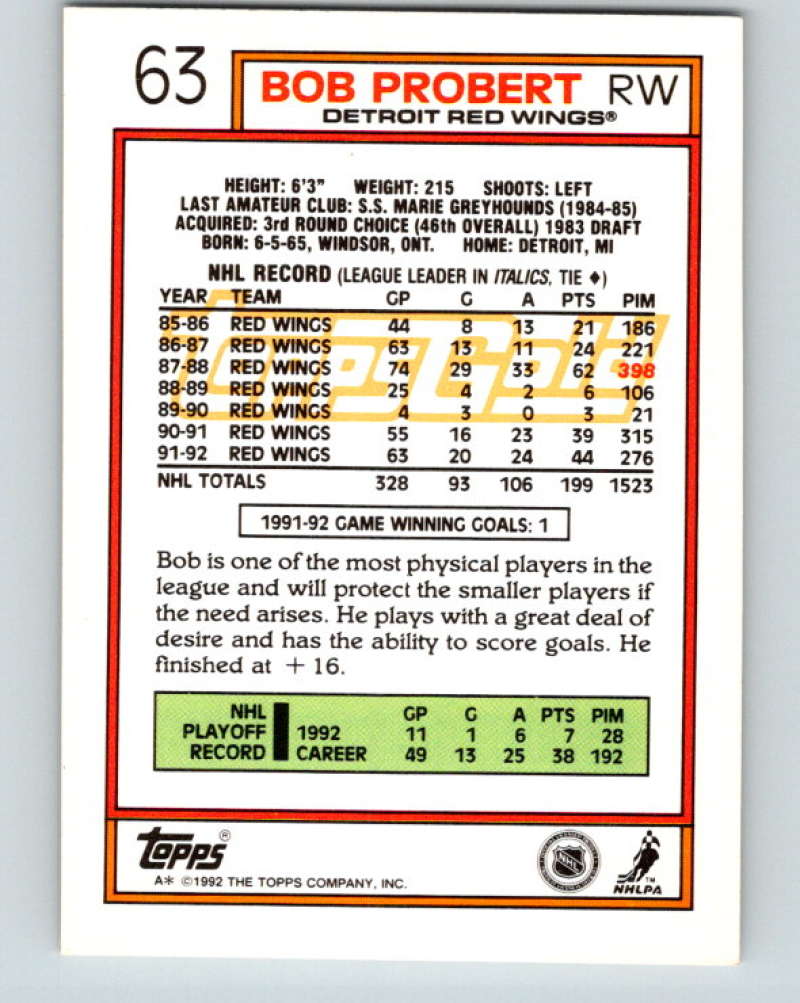 63 BOB PROBERT RW
DETROIT RED WINGS®
HEIGHT: 6'3" WEIGHT: 215 SHOOTS: LEFT
LAST AMATEUR CLUB: S.S. MARIE GREYHOUNDS (1984-85)
ACQUIRED: 3rd ROUND CHOICE (46th OVERALL) 1983 DRAFT
BORN: 6-5-65, WINDSOR, ONT. HOME: DETROIT, MI
NHL RECORD (LEAGUE LEADER IN ITALICS, TIE ♦)
YEAR TEAM GP G A PTS PIM
85-86 RED WINGS 44 8 13 21 186
86-87 RED WINGS 63 13 11 24 221
87-88 RED WINGS 74 29 33 62 398
88-89 RED WINGS 25 4 2 6 106
89-90 RED WINGS 4 3 0 3 21
90-91 RED WINGS 55 16 23 39 315
91-92 RED WINGS 63 20 24 44 276
Topps Gold
NHL TOTALS 328 93 106 199 1523
1991-92 GAME WINNING GOALS: 1
Bob is one of the most physical players in the
league and will protect the smaller players if
the need arises. He plays with a great deal of
desire and has the ability to score goals. He
finished at + 16.
NHL GP G A PTS PIM
PLAYOFF 1992 11 1 6 7 28
RECORD CAREER 49 13 25 38 192
Topps®
A* ©1992 THE TOPPS COMPANY, INC.
NHL
NHLPA™